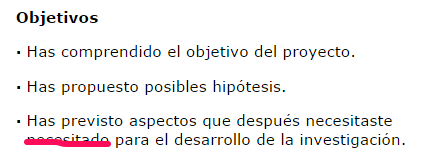 Objetivos
· Has comprendido el objetivo del proyecto.
· Has propuesto posibles hipótesis.
· Has previsto aspectos que después necesitaste
necesitado para el desarrollo de la investigación.